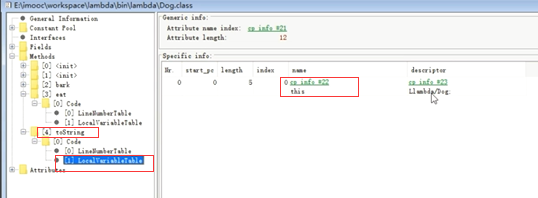 E:\imooc\workspace\lambda\bin\lambda\Dog.class
General Information
Constant Pool
Interfaces
Fields
Methods
[0] <init>
[1] <init>
[2] bark
[3] eat
[0] Code
[0] LineNumberTable
[1] LocalVariableTable
[4] toString
[0] Code
[0] LineNumberTable
[1] LocalVariableTable
Attributes
Generic info:
Attribute name index: cp info #21
Attribute length: 12
Specific info:
Nr. start_pc length index name descriptor
0 0 5 0 cp info #22 cp info #23
this Llambda/Dog;